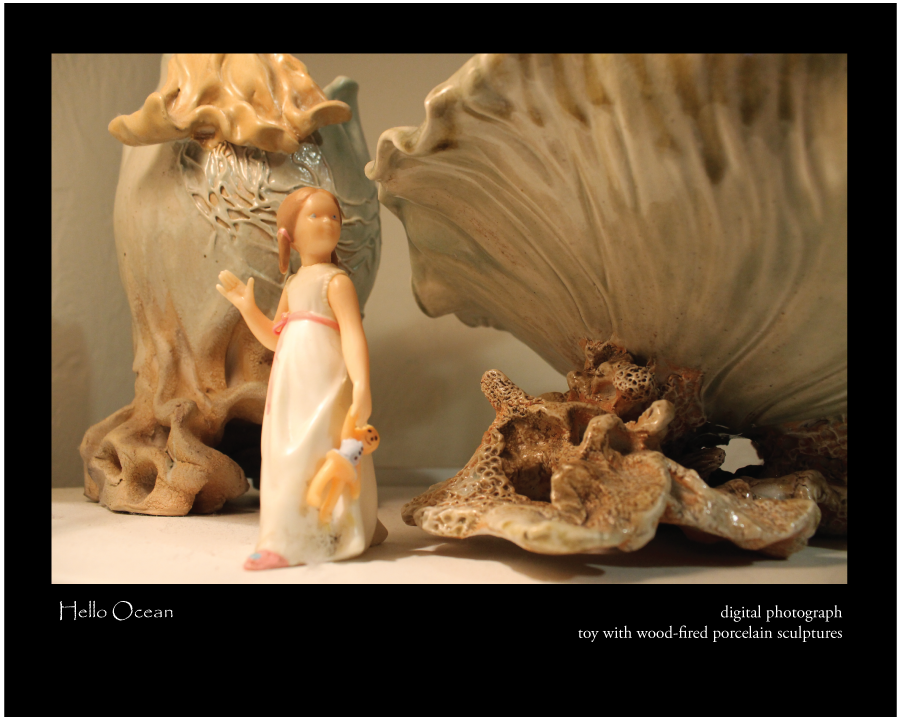 Hello Ocean
digital photograph
toy with wood-fired porcelain sculptures